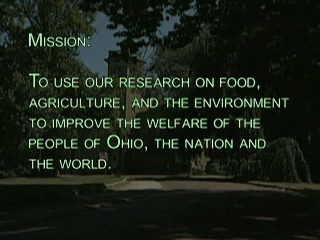 Mission:
To use our research on food,
agriculture, and the environment
to improve the welfare of the
people of Ohio, the nation and
the world.